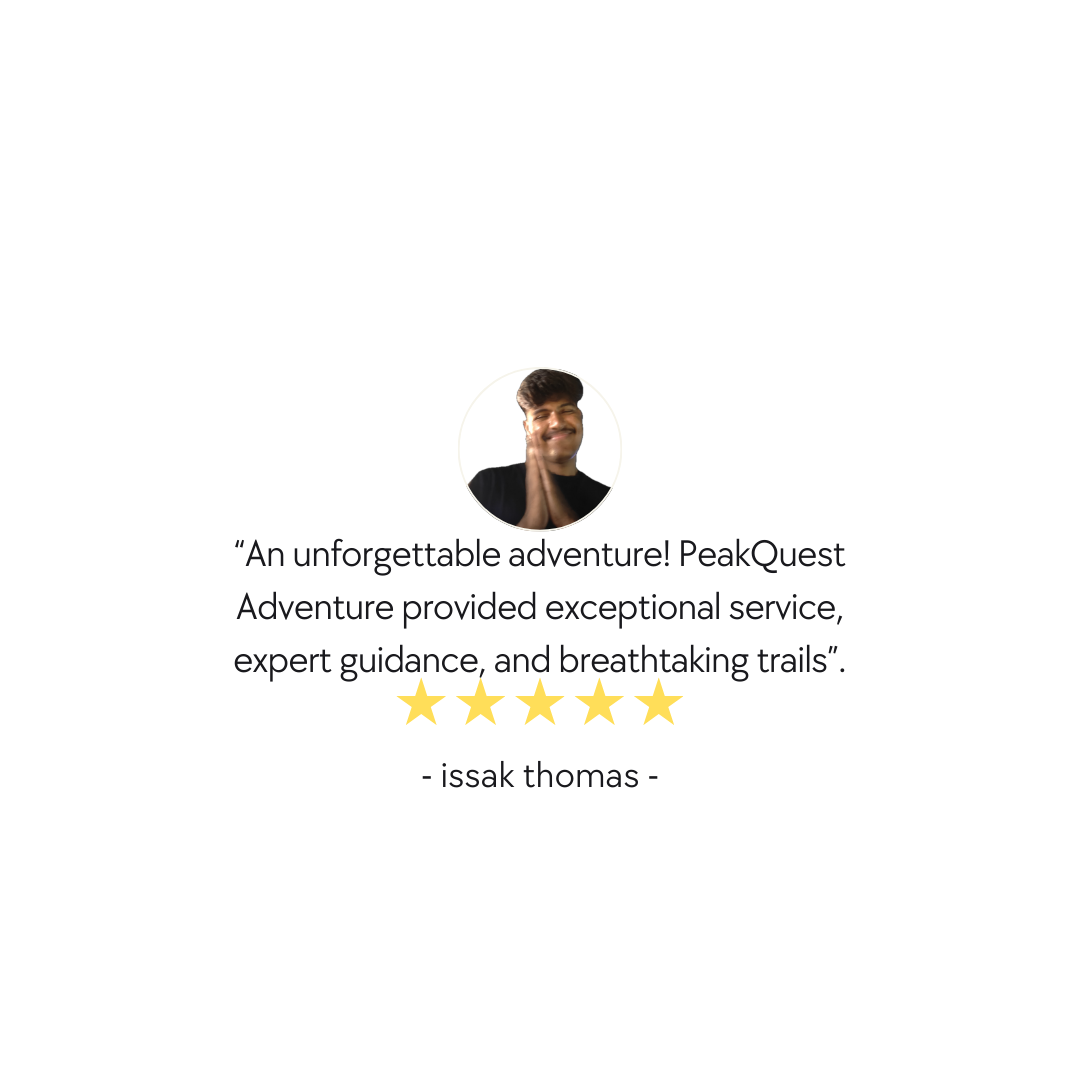 “An unforgettable adventure! PeakQuest
Adventure provided exceptional service,
expert guidance, and breathtaking trails”.
- issak thomas -